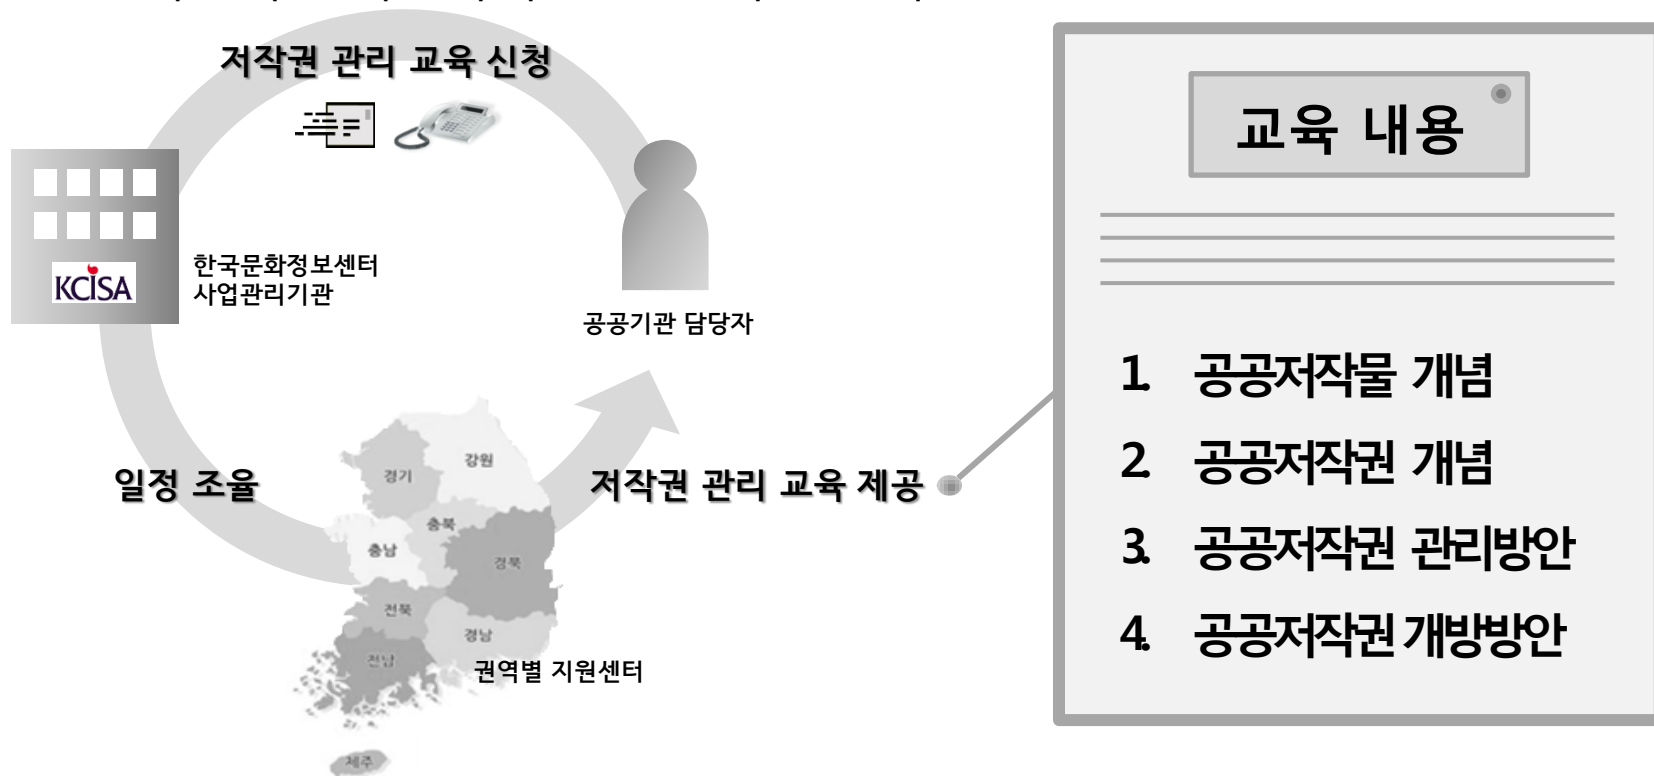 저작권 관리 교육 신청
KCISA
한국문화정보센터
사업관리기관
공공기관 담당자
일정 조율
경기
강원
충북
충남
경북
전북
경남
전남
제주
권역별 지원센터
저작권 관리 교육 제공
교육 내용
1. 공공저작물 개념
2. 공공저작권 개념
3. 공공저작권 관리방안
4. 공공저작권 개방방안